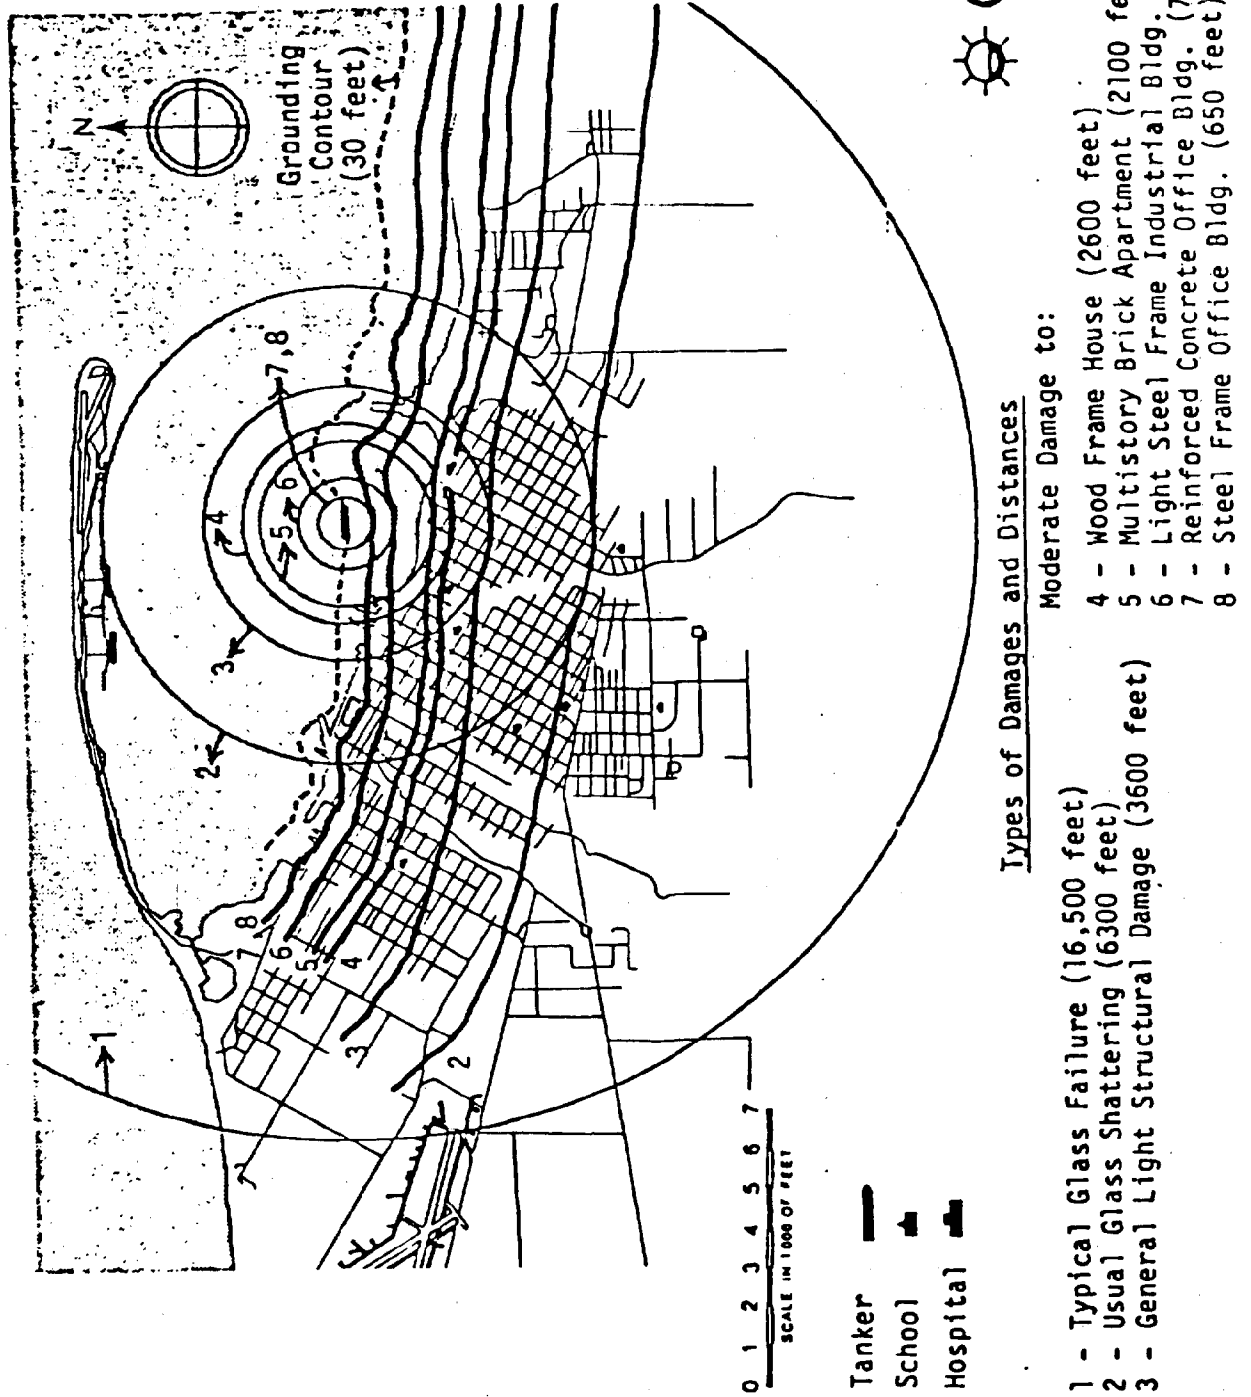 N
Grounding
Contour
(30 feet)
1
2
3
4
5
6
7,8
8
7
6
5
4
3
2
0 1 2 3 4 5 6 7
SCALE IN 1000 OF FEET
Tanker
School
Hospital
Types of Damages and Distances
1 - Typical Glass Failure (16,500 feet)
2 - Usual Glass Shattering (6300 feet)
3 - General Light Structural Damage (3600 feet)
Moderate Damage to:
4 - Wood Frame House (2600 feet)
5 - Multistory Brick Apartment (2100 fe
6 - Light Steel Frame Industrial Bldg.
7 - Reinforced Concrete Office Bldg. (7
8 - Steel Frame Office Bldg. (650 feet)